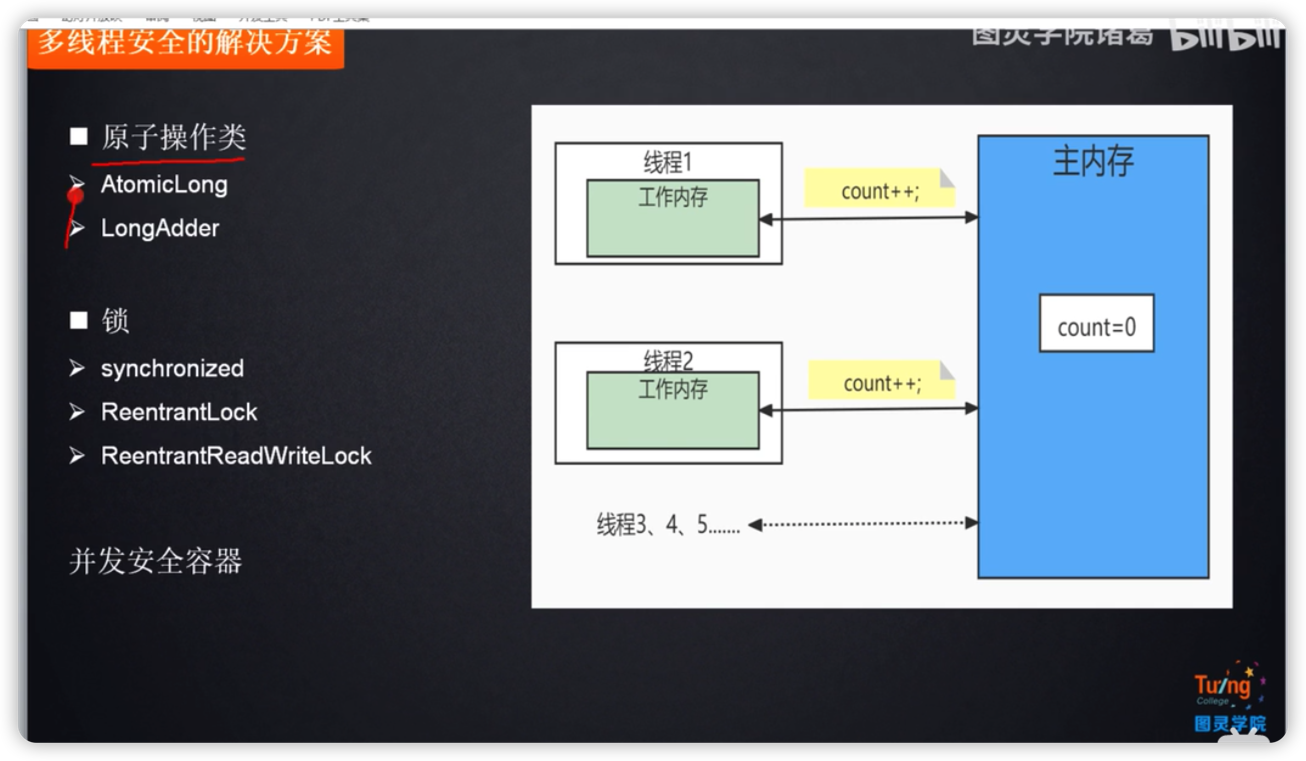 多线程安全的解决方案
图灵学院诸葛 bilibili
原子操作类
AtomicLong
LongAdder
锁
synchronized
ReentrantLock
ReentrantReadWriteLock
并发安全容器
线程1
工作内存
count++;
主内存
count=0
线程2
工作内存
count++;
线程3、4、5.......
Turing
College
图灵学院